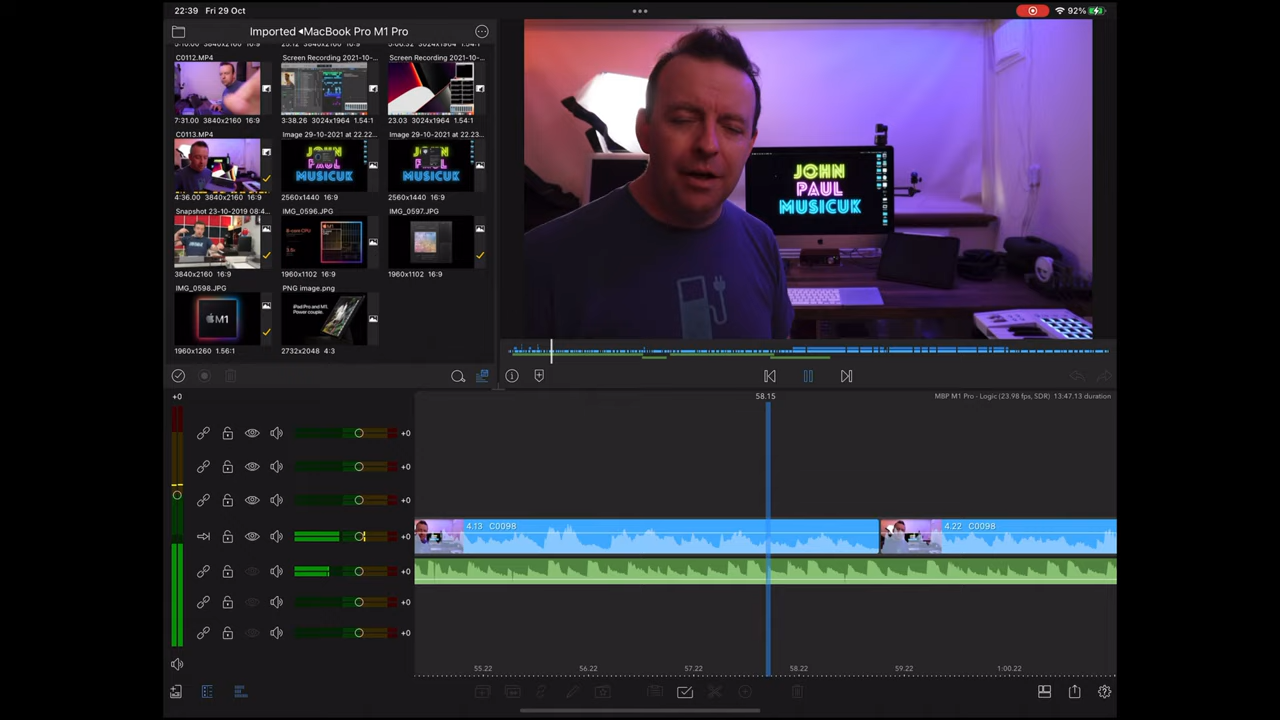 22:39 Fri 29 Oct
92%
Imported ◂MacBook Pro M1 Pro
C0112.MP4
Screen Recording 2021-10-...
Screen Recording 2021-10-...
7:31.00 3840x2160 16:9
3:38.26 3024x1964 1.54:1
23.03 3024x1964 1.54:1
C0113.MP4
Image 29-10-2021 at 22.22...
Image 29-10-2021 at 22.23...
JOHN PAUL MUSICUK
JOHN PAUL MUSICUK
4:36.00 3840x2160 16:9
2560x1440 16:9
2560x1440 16:9
Snapshot 23-10-2019 08:4...
IMG_0596.JPG
IMG_0597.JPG
3840x2160 16:9
1960x1102 16:9
1960x1102 16:9
IMG_0598.JPG
PNG image.png
M1
iPad Pro and M1.
Power couple.
1960x1260 1.56:1
2732x2048 4:3
JOHN
PAUL
MUSICUK
+0
58.15
MBP M1 Pro - Logic (23.98 fps, SDR) 13:47.13 duration
+0
+0
+0
+0
+0
+0
+0
4.13 C0098
4.22 C0098
55.22
56.22
57.22
58.22
59.22
1:00.22